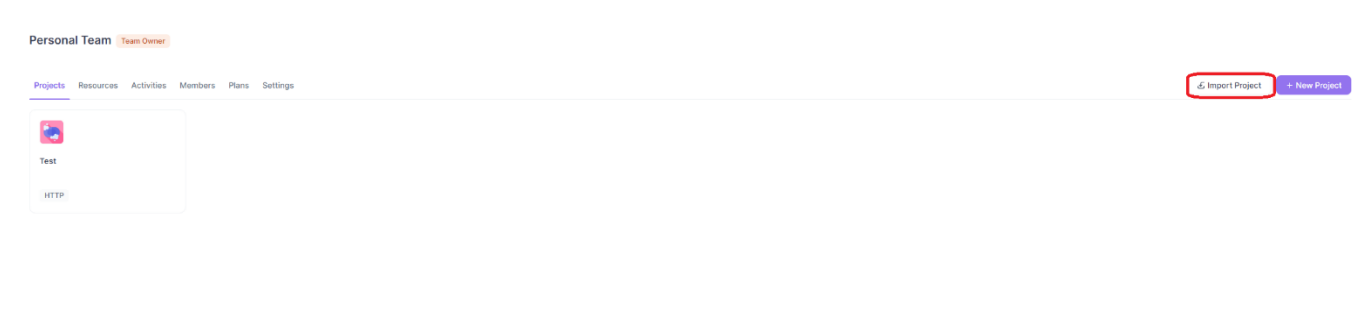 Personal Team Team Owner
Projects Resources Activities Members Plans Settings Import Project + New Project
Test
HTTP